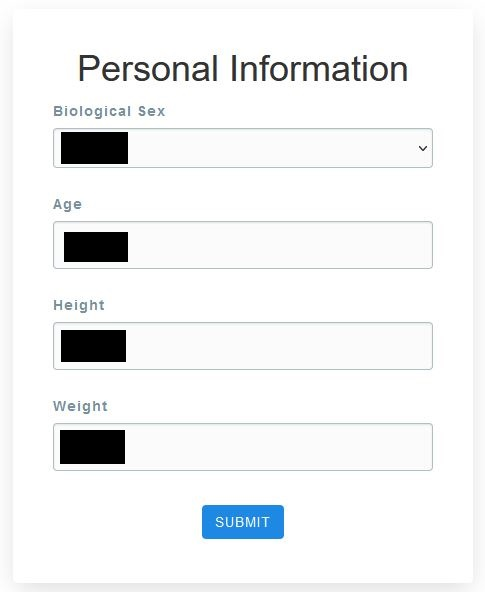 Personal Information
Biological Sex
Age
Height
Weight
SUBMIT